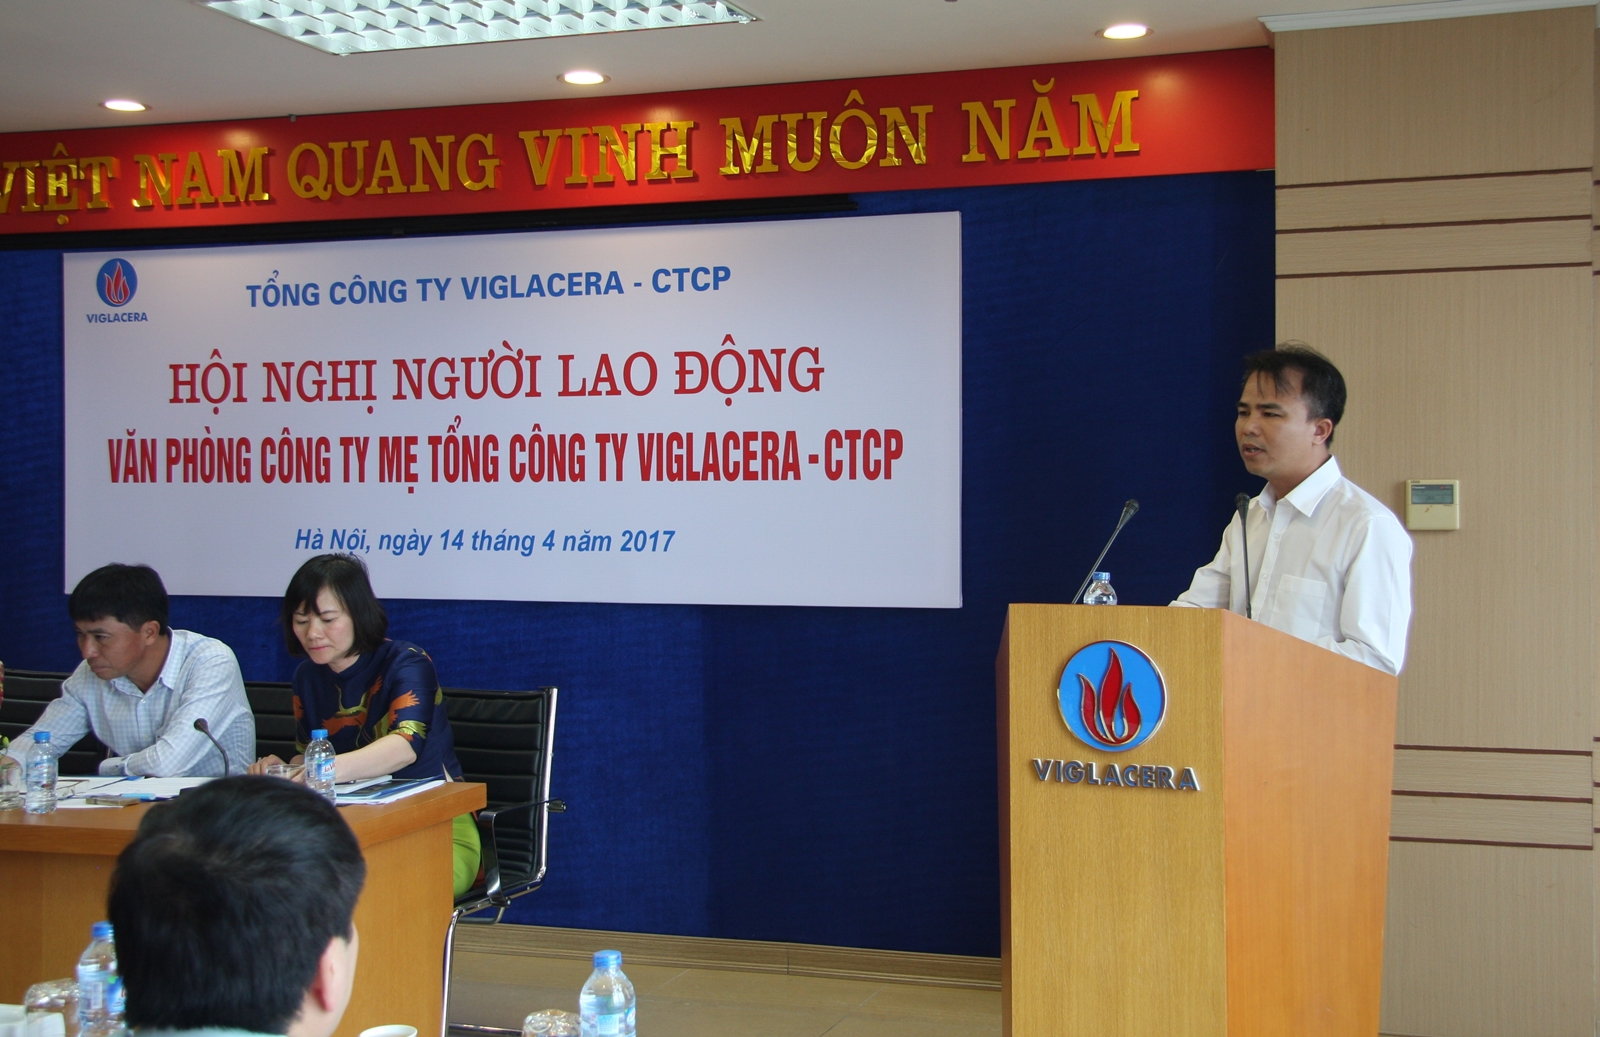 VIỆT NAM QUANG VINH MUÔN NĂM
VIGLACERA
TỔNG CÔNG TY VIGLACERA - CTCP
HỘI NGHỊ NGƯỜI LAO ĐỘNG
VĂN PHÒNG CÔNG TY MẸ TỔNG CÔNG TY VIGLACERA - CTCP
Hà Nội, ngày 14 tháng 4 năm 2017
VIGLACERA